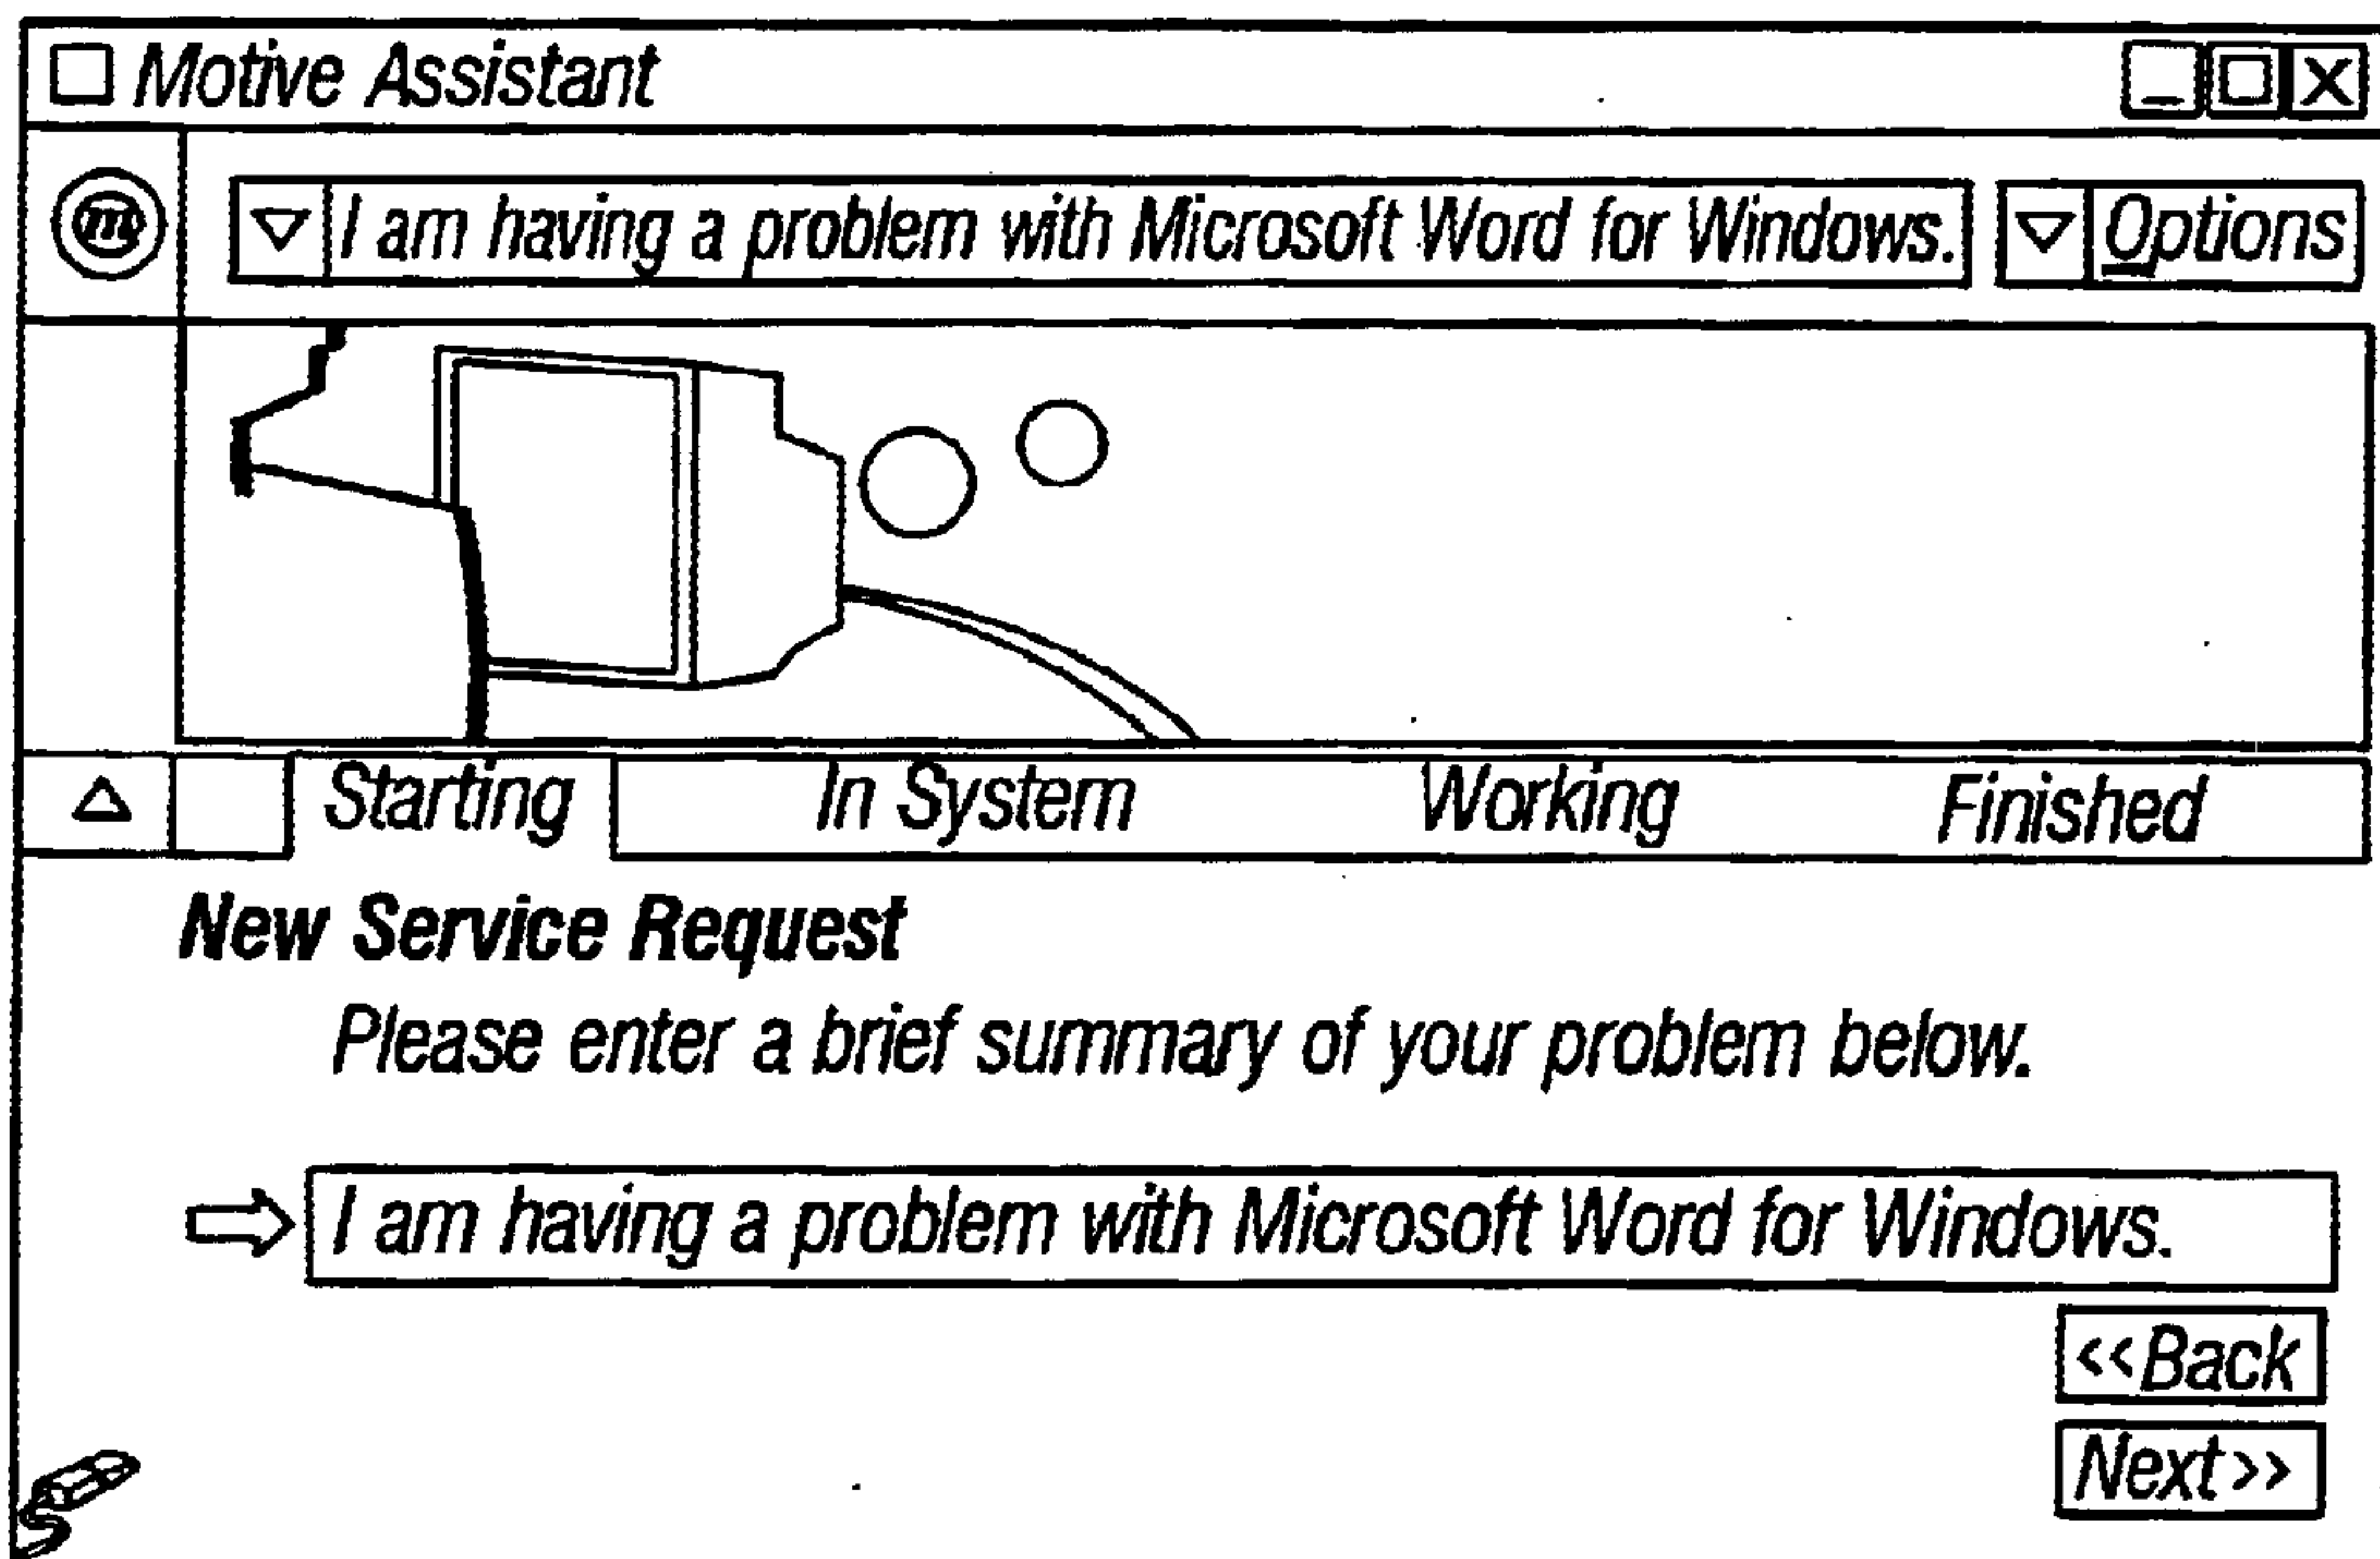 Motive Assistant
m I am having a problem with Microsoft Word for Windows. Options
Starting In System Working Finished
New Service Request
Please enter a brief summary of your problem below.
I am having a problem with Microsoft Word for Windows.
<<Back
Next>>